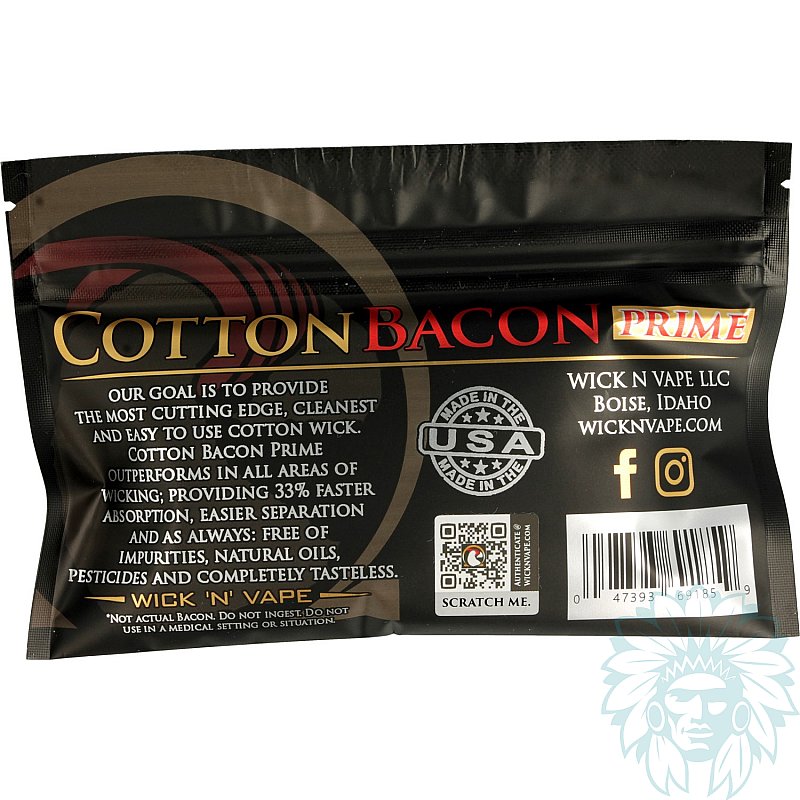 COTTON BACON PRIME
OUR GOAL IS TO PROVIDE
THE MOST CUTTING EDGE, CLEANEST
AND EASY TO USE COTTON WICK.
COTTON BACON PRIME
OUTPERFORMS IN ALL AREAS OF
WICKING; PROVIDING 33% FASTER
ABSORPTION, EASIER SEPARATION
AND AS ALWAYS: FREE OF
IMPURITIES, NATURAL OILS,
PESTICIDES AND COMPLETELY TASTELESS.
WICK 'N' VAPE
*NOT ACTUAL BACON. DO NOT INGEST. DO NOT
USE IN A MEDICAL SETTING OR SITUATION.
MADE IN THE
USA
MADE IN THE
AUTHENTICATE @
WICKNVAPE.COM
SCRATCH ME.
WICK N VAPE LLC
BOISE, IDAHO
WICKNVAPE.COM
0 47393 69185 9